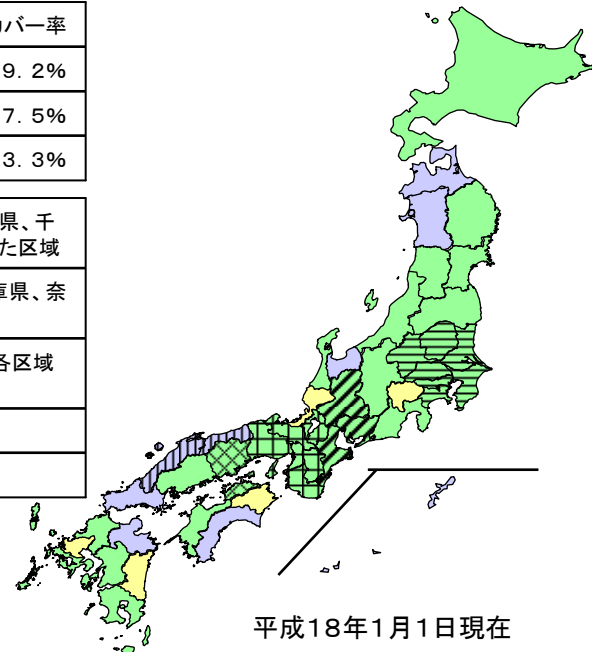 カバー率
9.2%
7.5%
3.3%
県、千
た区域
庫県、奈
各区域
平成18年1月1日現在